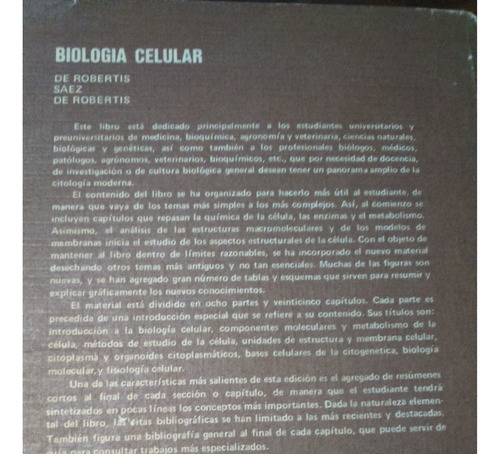 BIOLOGIA CELULAR
DE ROBERTIS
SAEZ
DE ROBERTIS
Este libro está dedicado principalmente a los estudiantes universitarios y
preuniversitarios de medicina, bioquímica, agronomía y veterinaria, ciencias naturales,
biológicas y genéticas, así como también a los profesionales biólogos, médicos,
patólogos, agrónomos, veterinarios, bioquímicos, etc., que por necesidad de docencia,
de investigación o de cultura biológica general deseen tener un panorama amplio de la
citología moderna.
El contenido del libro se ha organizado para hacerlo más útil al estudiante, de
manera que vaya de los temas más simples a los más complejos. Así, al comienzo se
incluyen capítulos que repasan la química de la célula, las enzimas y el metabolismo.
Asimismo, el análisis de las estructuras macromoleculares y de los modelos de
membranas inicia el estudio de los aspectos estructurales de la célula. Con el objeto de
mantener al libro dentro de límites razonables, se ha incorporado el nuevo material
desechando otros temas más antiguos y no tan esenciales. Muchas de las figuras son
nuevas, y se han agregado gran número de tablas y esquemas que sirven para resumir y
explicar gráficamente los nuevos conocimientos.
El material está dividido en ocho partes y veinticinco capítulos. Cada parte es
precedida de una introducción especial que se refiere a su contenido. Sus títulos son:
introducción a la biología celular, componentes moleculares y metabolismo de la
célula, métodos de estudio de la célula, unidades de estructura y membrana celular,
citoplasma y organoides citoplasmáticos, bases celulares de la citogenética, biología
molecular, y fisiología celular.
Una de las características más salientes de esta edición es el agregado de resúmenes
cortos al final de cada sección o capítulo, de manera que el estudiante tendrá
sintetizados en pocas líneas los conceptos más importantes. Dada la naturaleza elemen-
tal del libro, las citas bibliográficas se han limitado a las más recientes y destacadas.
También figura una bibliografía general al final de cada capítulo, que puede servir de
guía para consultar trabajos más especializados.